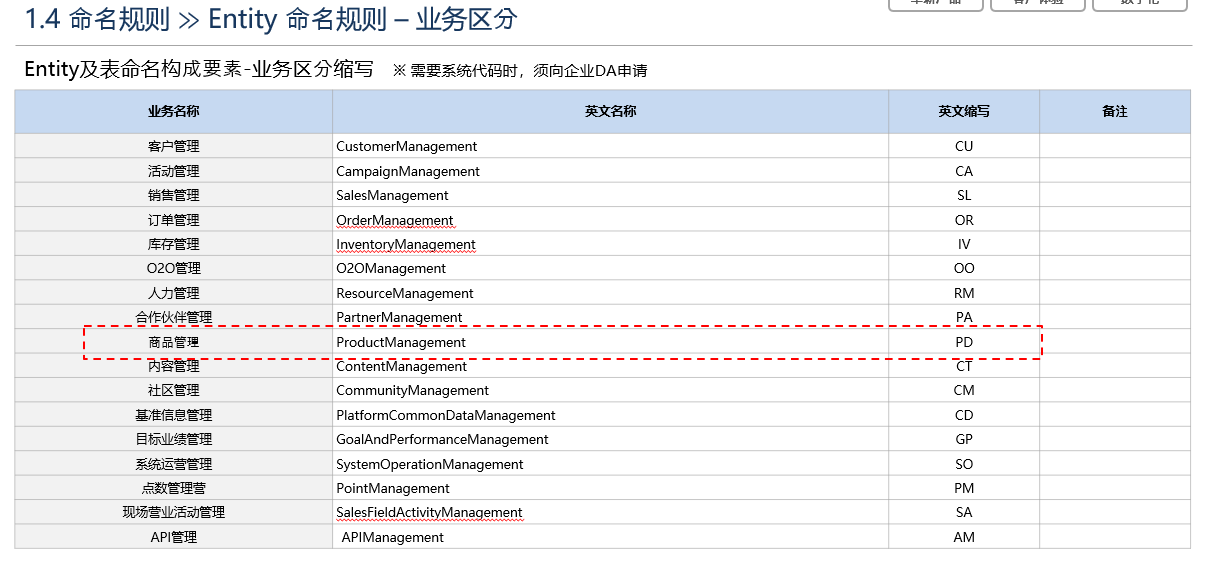 1.4 命名规则 ≫ Entity 命名规则 – 业务区分
Entity及表命名构成要素-业务区分缩写 ※ 需要系统代码时，须向企业DA申请
业务名称 英文名称 英文缩写 备注
客户管理 CustomerManagement CU
活动管理 CampaignManagement CA
销售管理 SalesManagement SL
订单管理 OrderManagement OR
库存管理 InventoryManagement IV
O2O管理 O2OManagement OO
人力管理 ResourceManagement RM
合作伙伴管理 PartnerManagement PA
商品管理 ProductManagement PD
内容管理 ContentManagement CT
社区管理 CommunityManagement CM
基准信息管理 PlatformCommonDataManagement CD
目标业绩管理 GoalAndPerformanceManagement GP
系统运营管理 SystemOperationManagement SO
点数管理营 PointManagement PM
现场营业活动管理 SalesFieldActivityManagement SA
API管理 APIManagement AM